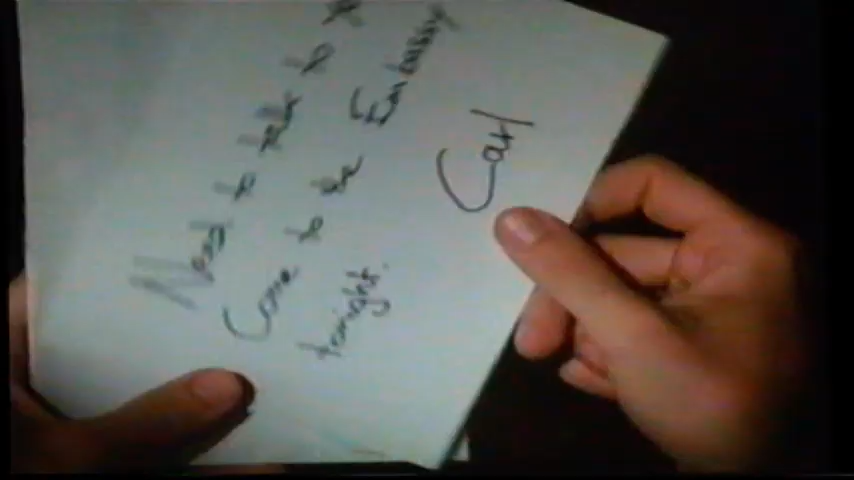 Need to talk to
Come to the Embassy
tonight.
Carl